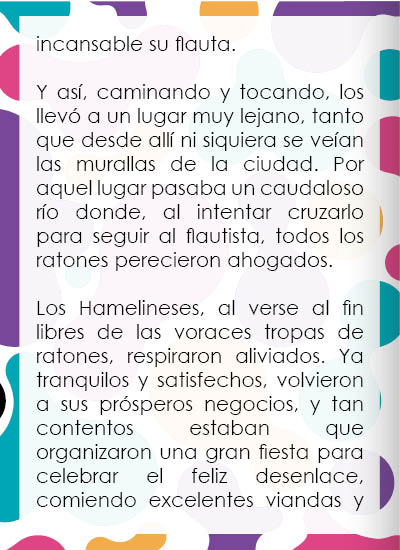 incansable su flauta.
Y así, caminando y tocando, los
llevó a un lugar muy lejano, tanto
que desde allí ni siquiera se veían
las murallas de la ciudad. Por
aquel lugar pasaba un caudaloso
río donde, al intentar cruzarlo
para seguir al flautista, todos los
ratones perecieron ahogados.
Los Hamelineses, al verse al fin
libres de las voraces tropas de
ratones, respiraron aliviados. Ya
tranquilos y satisfechos, volvieron
a sus prósperos negocios, y tan
contentos estaban que
organizaron una gran fiesta para
celebrar el feliz desenlace,
comiendo excelentes viandas y